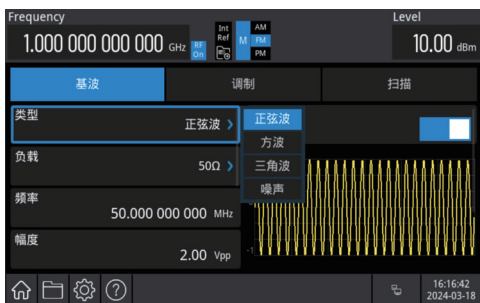 Frequency
Level
1.000 000 000 000 GHz
RF On
Int Ref
M
AM
FM
PM
10.00 dBm
基波
调制
扫描
类型
正弦波
正弦波
方波
三角波
噪声
负载
50Ω
频率
50.000 000 000 MHz
幅度
2.00 Vpp
-1
16:16:42
2024-03-18